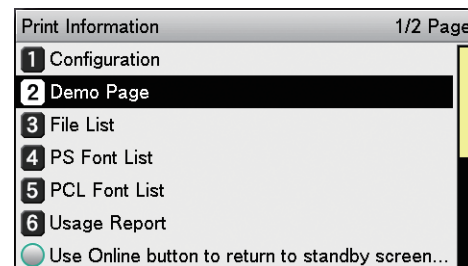 Print Information 1/2 Page
1 Configuration
2 Demo Page
3 File List
4 PS Font List
5 PCL Font List
6 Usage Report
Use Online button to return to standby screen...